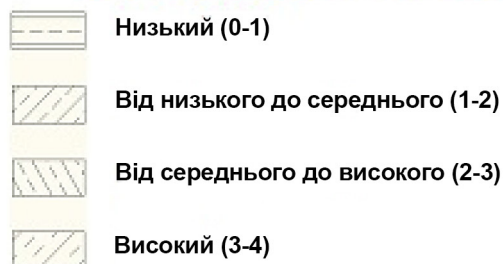 Низький (0-1)
Від низького до середнього (1-2)
Від середнього до високого (2-3)
Високий (3-4)